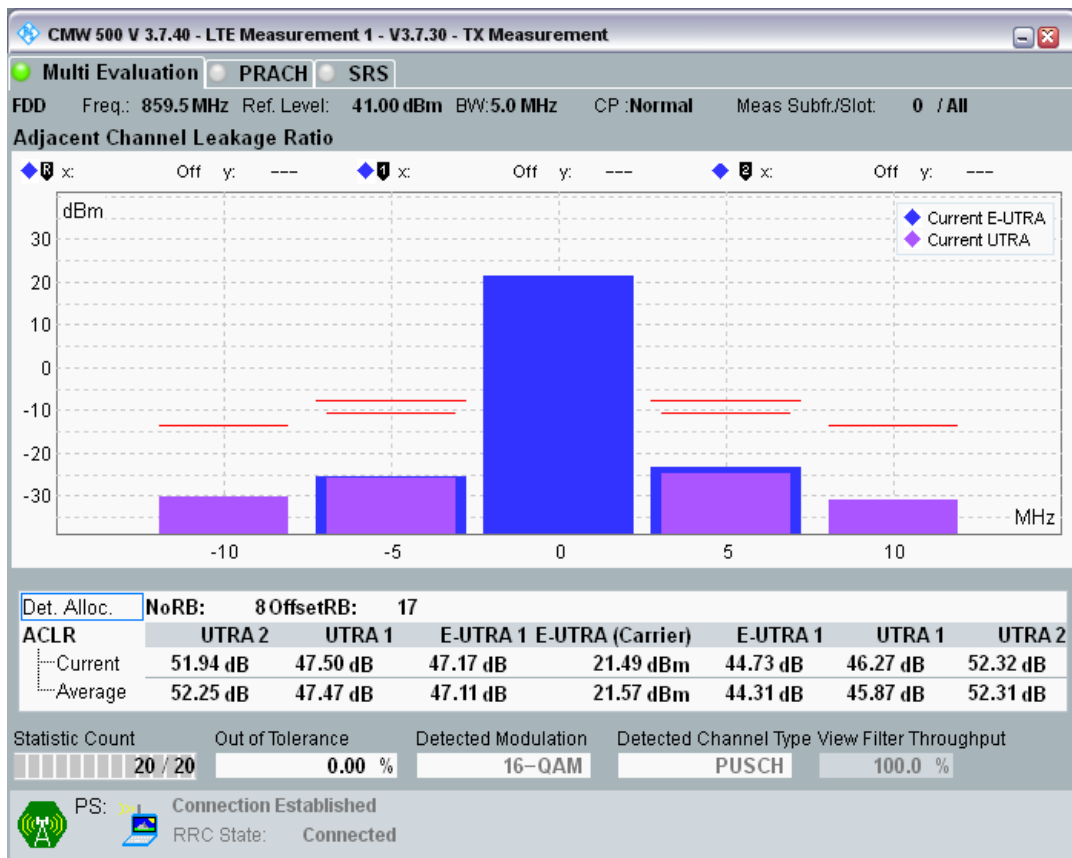 CMW 500 V 3.7.40 - LTE Measurement 1 - V3.7.30 - TX Measurement
Multi Evaluation PRACH SRS
FDD Freq.: 859.5 MHz Ref. Level: 41.00 dBm BW:5.0 MHz CP :Normal Meas Subfr./Slot: 0 / All
Adjacent Channel Leakage Ratio
R x: Off y: --- 1 x: Off y: --- 2 x: Off y: ---
dBm
Current E-UTRA
Current UTRA
30
20
10
0
-10
-20
-30
MHz
-10 -5 0 5 10
Det. Alloc. NoRB: 8 OffsetRB: 17
ACLR UTRA 2 UTRA 1 E-UTRA 1 E-UTRA (Carrier) E-UTRA 1 UTRA 1 UTRA 2
Current 51.94 dB 47.50 dB 47.17 dB 21.49 dBm 44.73 dB 46.27 dB 52.32 dB
Average 52.25 dB 47.47 dB 47.11 dB 21.57 dBm 44.31 dB 45.87 dB 52.31 dB
Statistic Count Out of Tolerance Detected Modulation Detected Channel Type View Filter Throughput
20 / 20 0.00 % 16-QAM PUSCH 100.0 %
PS: Connection Established
RRC State: Connected